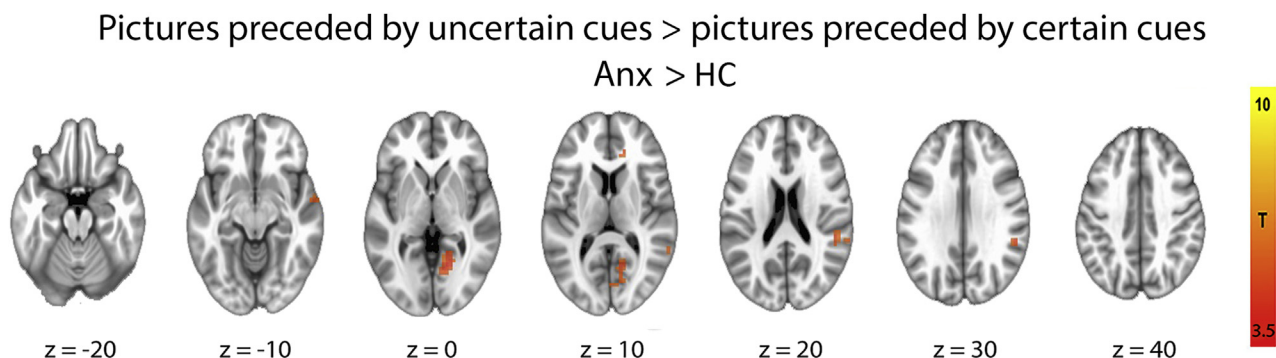 Pictures preceded by uncertain cues > pictures preceded by certain cues
Anx > HC
10
T
3.5
z = -20 z = -10 z = 0 z = 10 z = 20 z = 30 z = 40